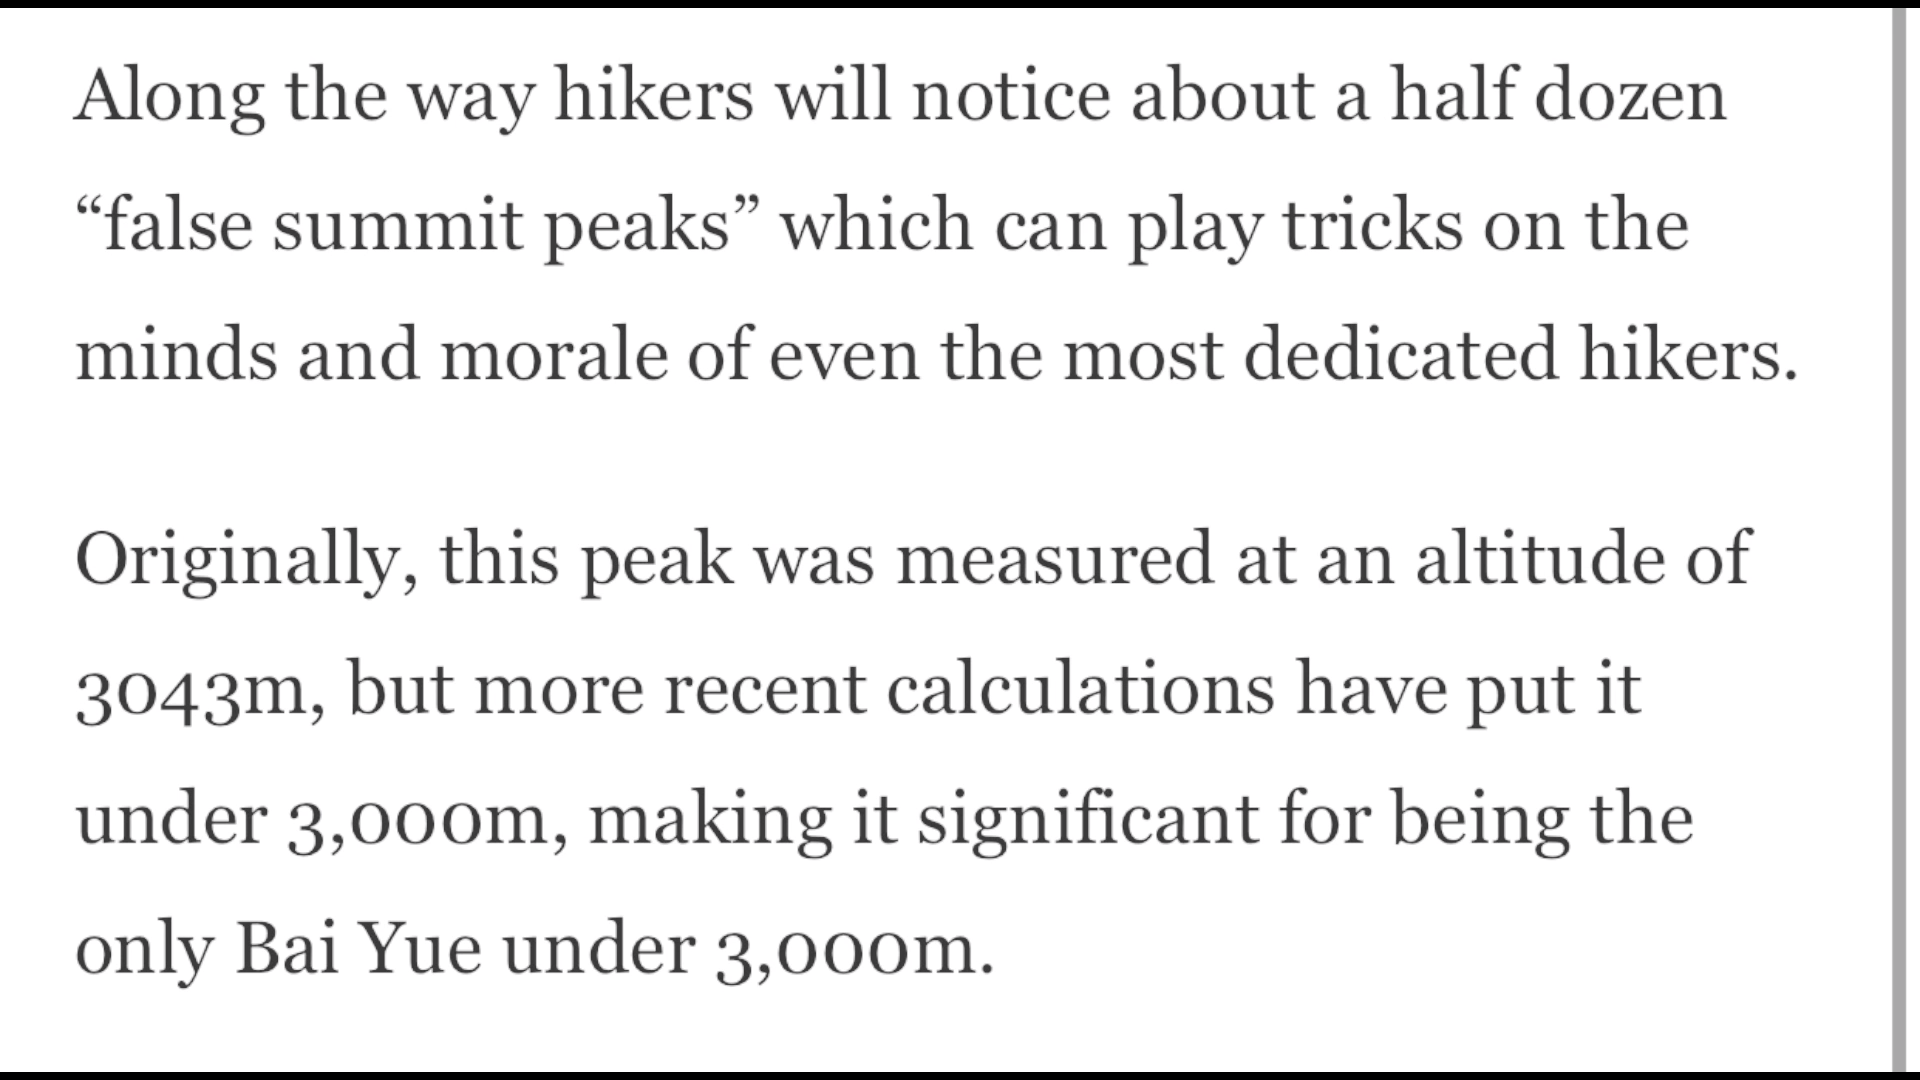 Along the way hikers will notice about a half dozen
“false summit peaks” which can play tricks on the
minds and morale of even the most dedicated hikers.
Originally, this peak was measured at an altitude of
3043m, but more recent calculations have put it
under 3,000m, making it significant for being the
only Bai Yue under 3,000m.